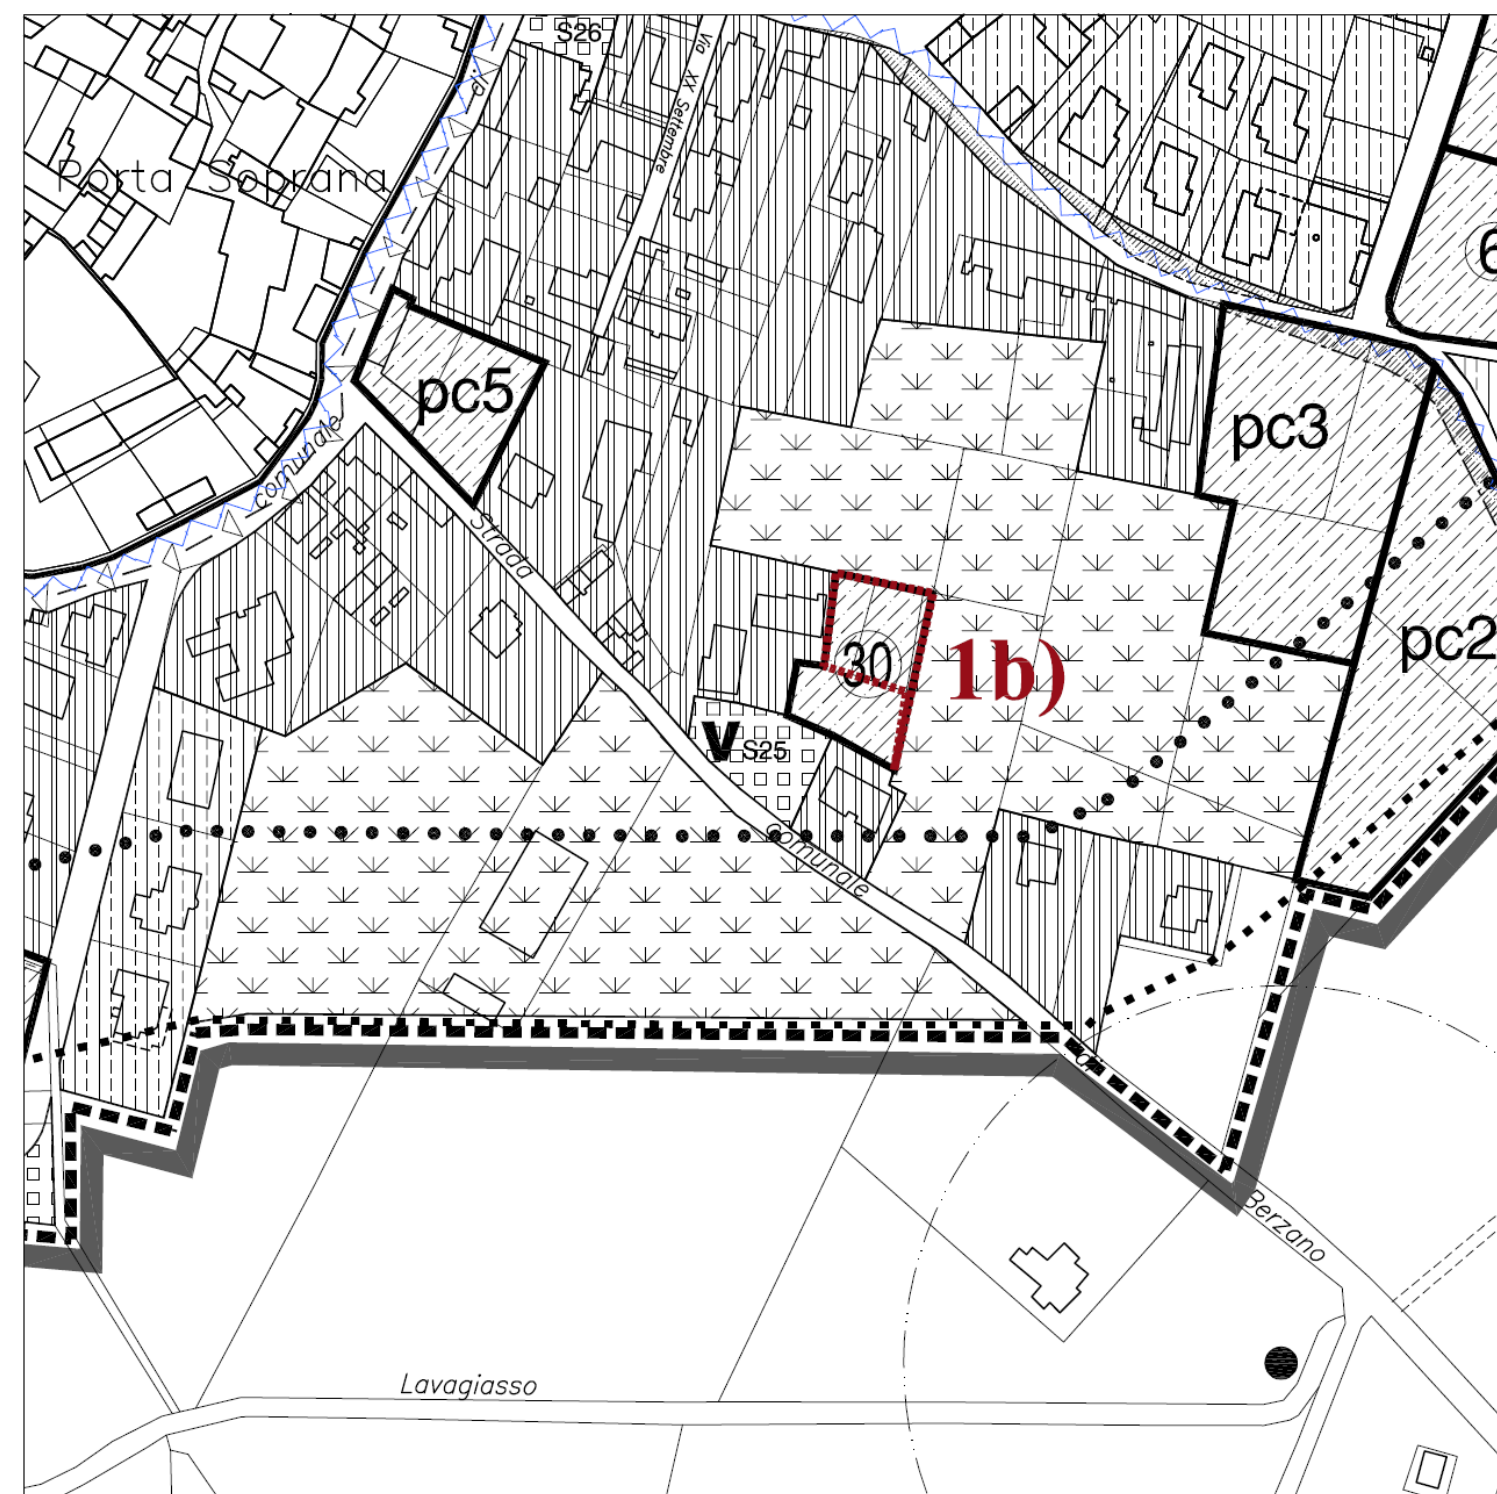 S26
Via XX Settembre
di
Porta Soprana
6
pc5
pc3
comunale
Strada
30
1b)
pc2
V
S25
comunale
di
Berzano
Lavagiasso